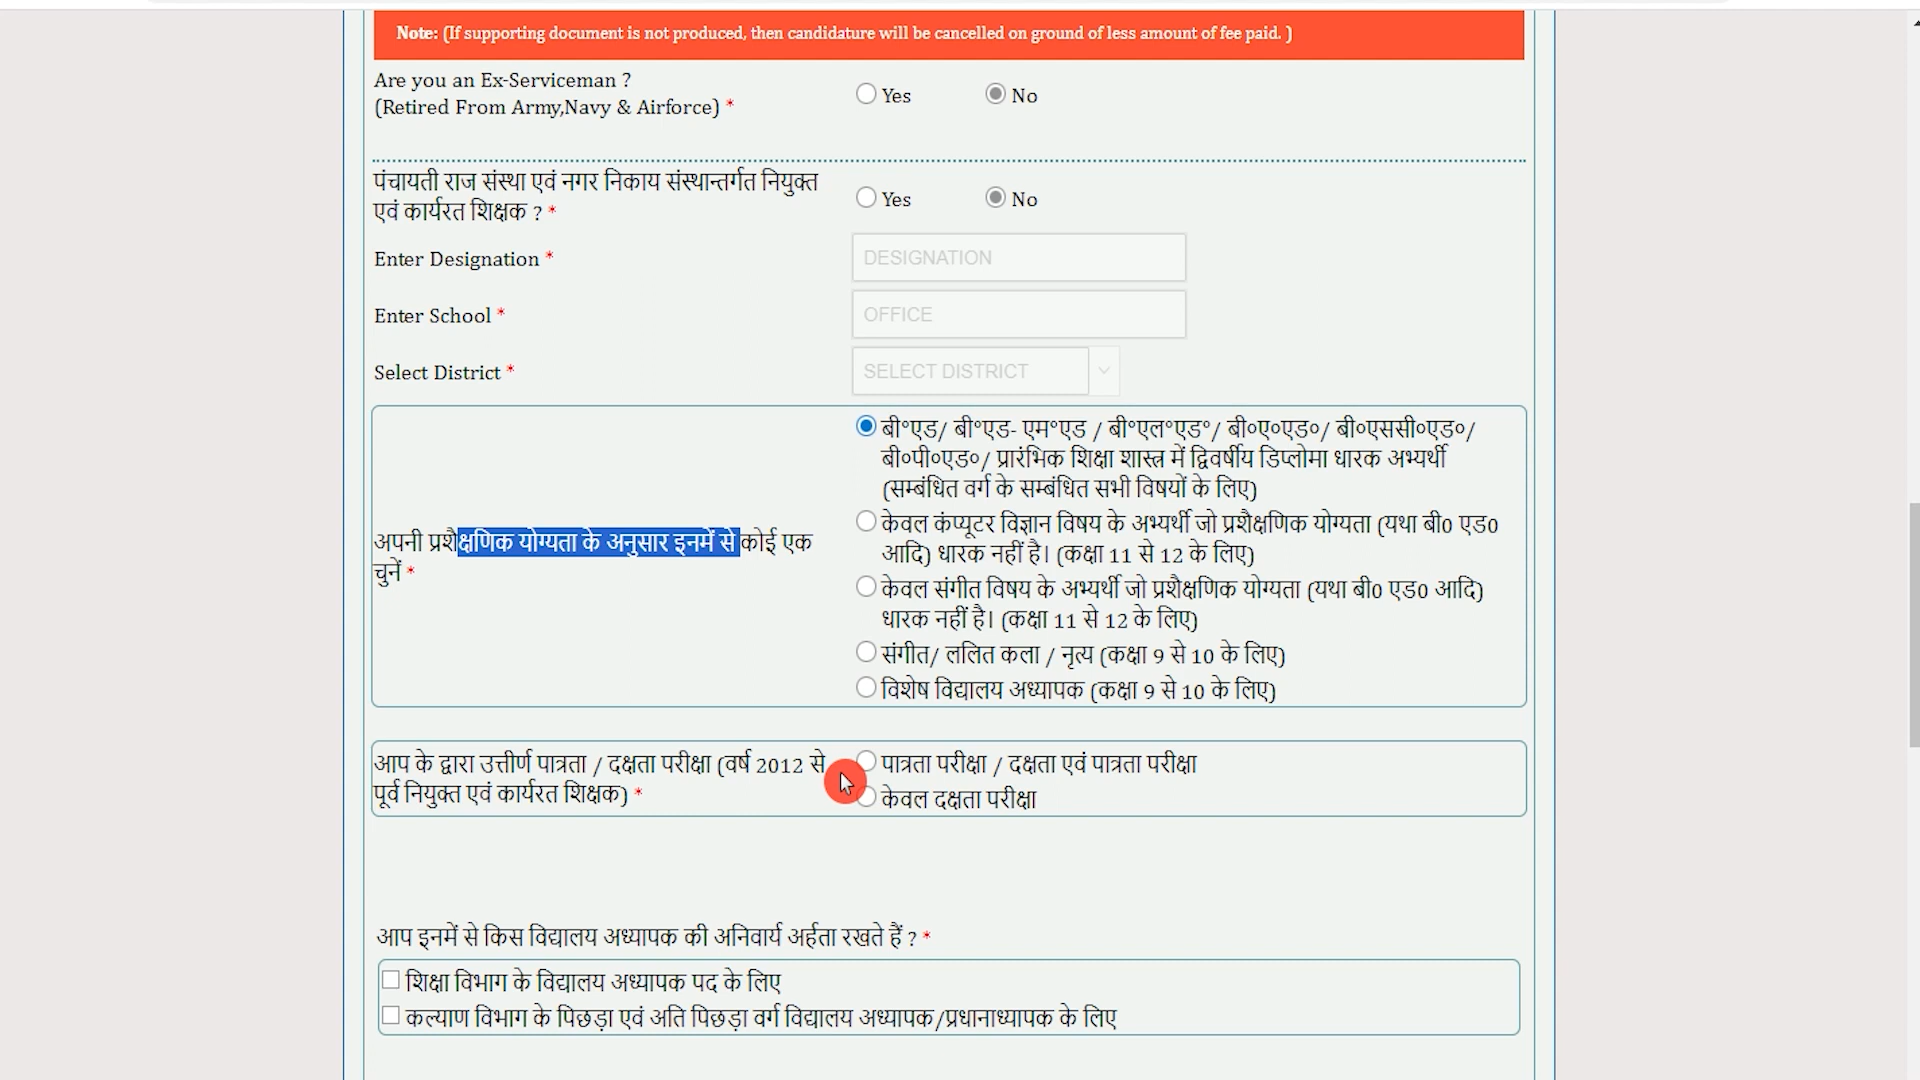 Note: (If supporting document is not produced, then candidature will be cancelled on ground of less amount of fee paid. )
Are you an Ex-Serviceman ?
(Retired From Army,Navy & Airforce) *
Yes No
पंचायती राज संस्था एवं नगर निकाय संस्थान्तर्गत नियुक्त
एवं कार्यरत शिक्षक ? *
Yes No
Enter Designation *
DESIGNATION
Enter School *
OFFICE
Select District *
SELECT DISTRICT
अपनी प्रशैक्षणिक योग्यता के अनुसार इनमें से कोई एक
चुनें *
बी°एड/ बी°एड- एम°एड / बी°एल°एड°/ बी०ए०एड०/ बी०एससी०एड०/
बी०पी०एड०/ प्रारंभिक शिक्षा शास्त्र में द्विवर्षीय डिप्लोमा धारक अभ्यर्थी
(सम्बंधित वर्ग के सम्बंधित सभी विषयों के लिए)
केवल कंप्यूटर विज्ञान विषय के अभ्यर्थी जो प्रशैक्षणिक योग्यता (यथा बी0 एड0
आदि) धारक नहीं है। (कक्षा 11 से 12 के लिए)
केवल संगीत विषय के अभ्यर्थी जो प्रशैक्षणिक योग्यता (यथा बी0 एड0 आदि)
धारक नहीं है। (कक्षा 11 से 12 के लिए)
संगीत/ ललित कला / नृत्य (कक्षा 9 से 10 के लिए)
विशेष विद्यालय अध्यापक (कक्षा 9 से 10 के लिए)
आप के द्वारा उत्तीर्ण पात्रता / दक्षता परीक्षा (वर्ष 2012 से
पूर्व नियुक्त एवं कार्यरत शिक्षक) *
पात्रता परीक्षा / दक्षता एवं पात्रता परीक्षा
केवल दक्षता परीक्षा
आप इनमें से किस विद्यालय अध्यापक की अनिवार्य अर्हता रखते हैं ? *
शिक्षा विभाग के विद्यालय अध्यापक पद के लिए
कल्याण विभाग के पिछड़ा एवं अति पिछड़ा वर्ग विद्यालय अध्यापक/प्रधानाध्यापक के लिए